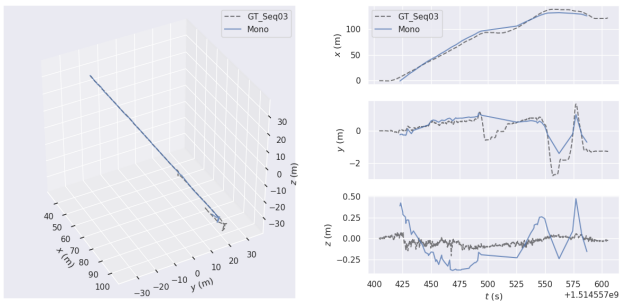 GT_Seq03
Mono
30
20
10
0
−10
−20
−30
z (m)
40
50
60
70
80
90
100
x (m)
−30
−20
−10
0
10
20
30
y (m)
GT_Seq03
Mono
100
50
0
x (m)
0
−2
y (m)
0.50
0.25
0.00
−0.25
z (m)
400 425 450 475 500 525 550 575 600
t (s)
+1.514557e9